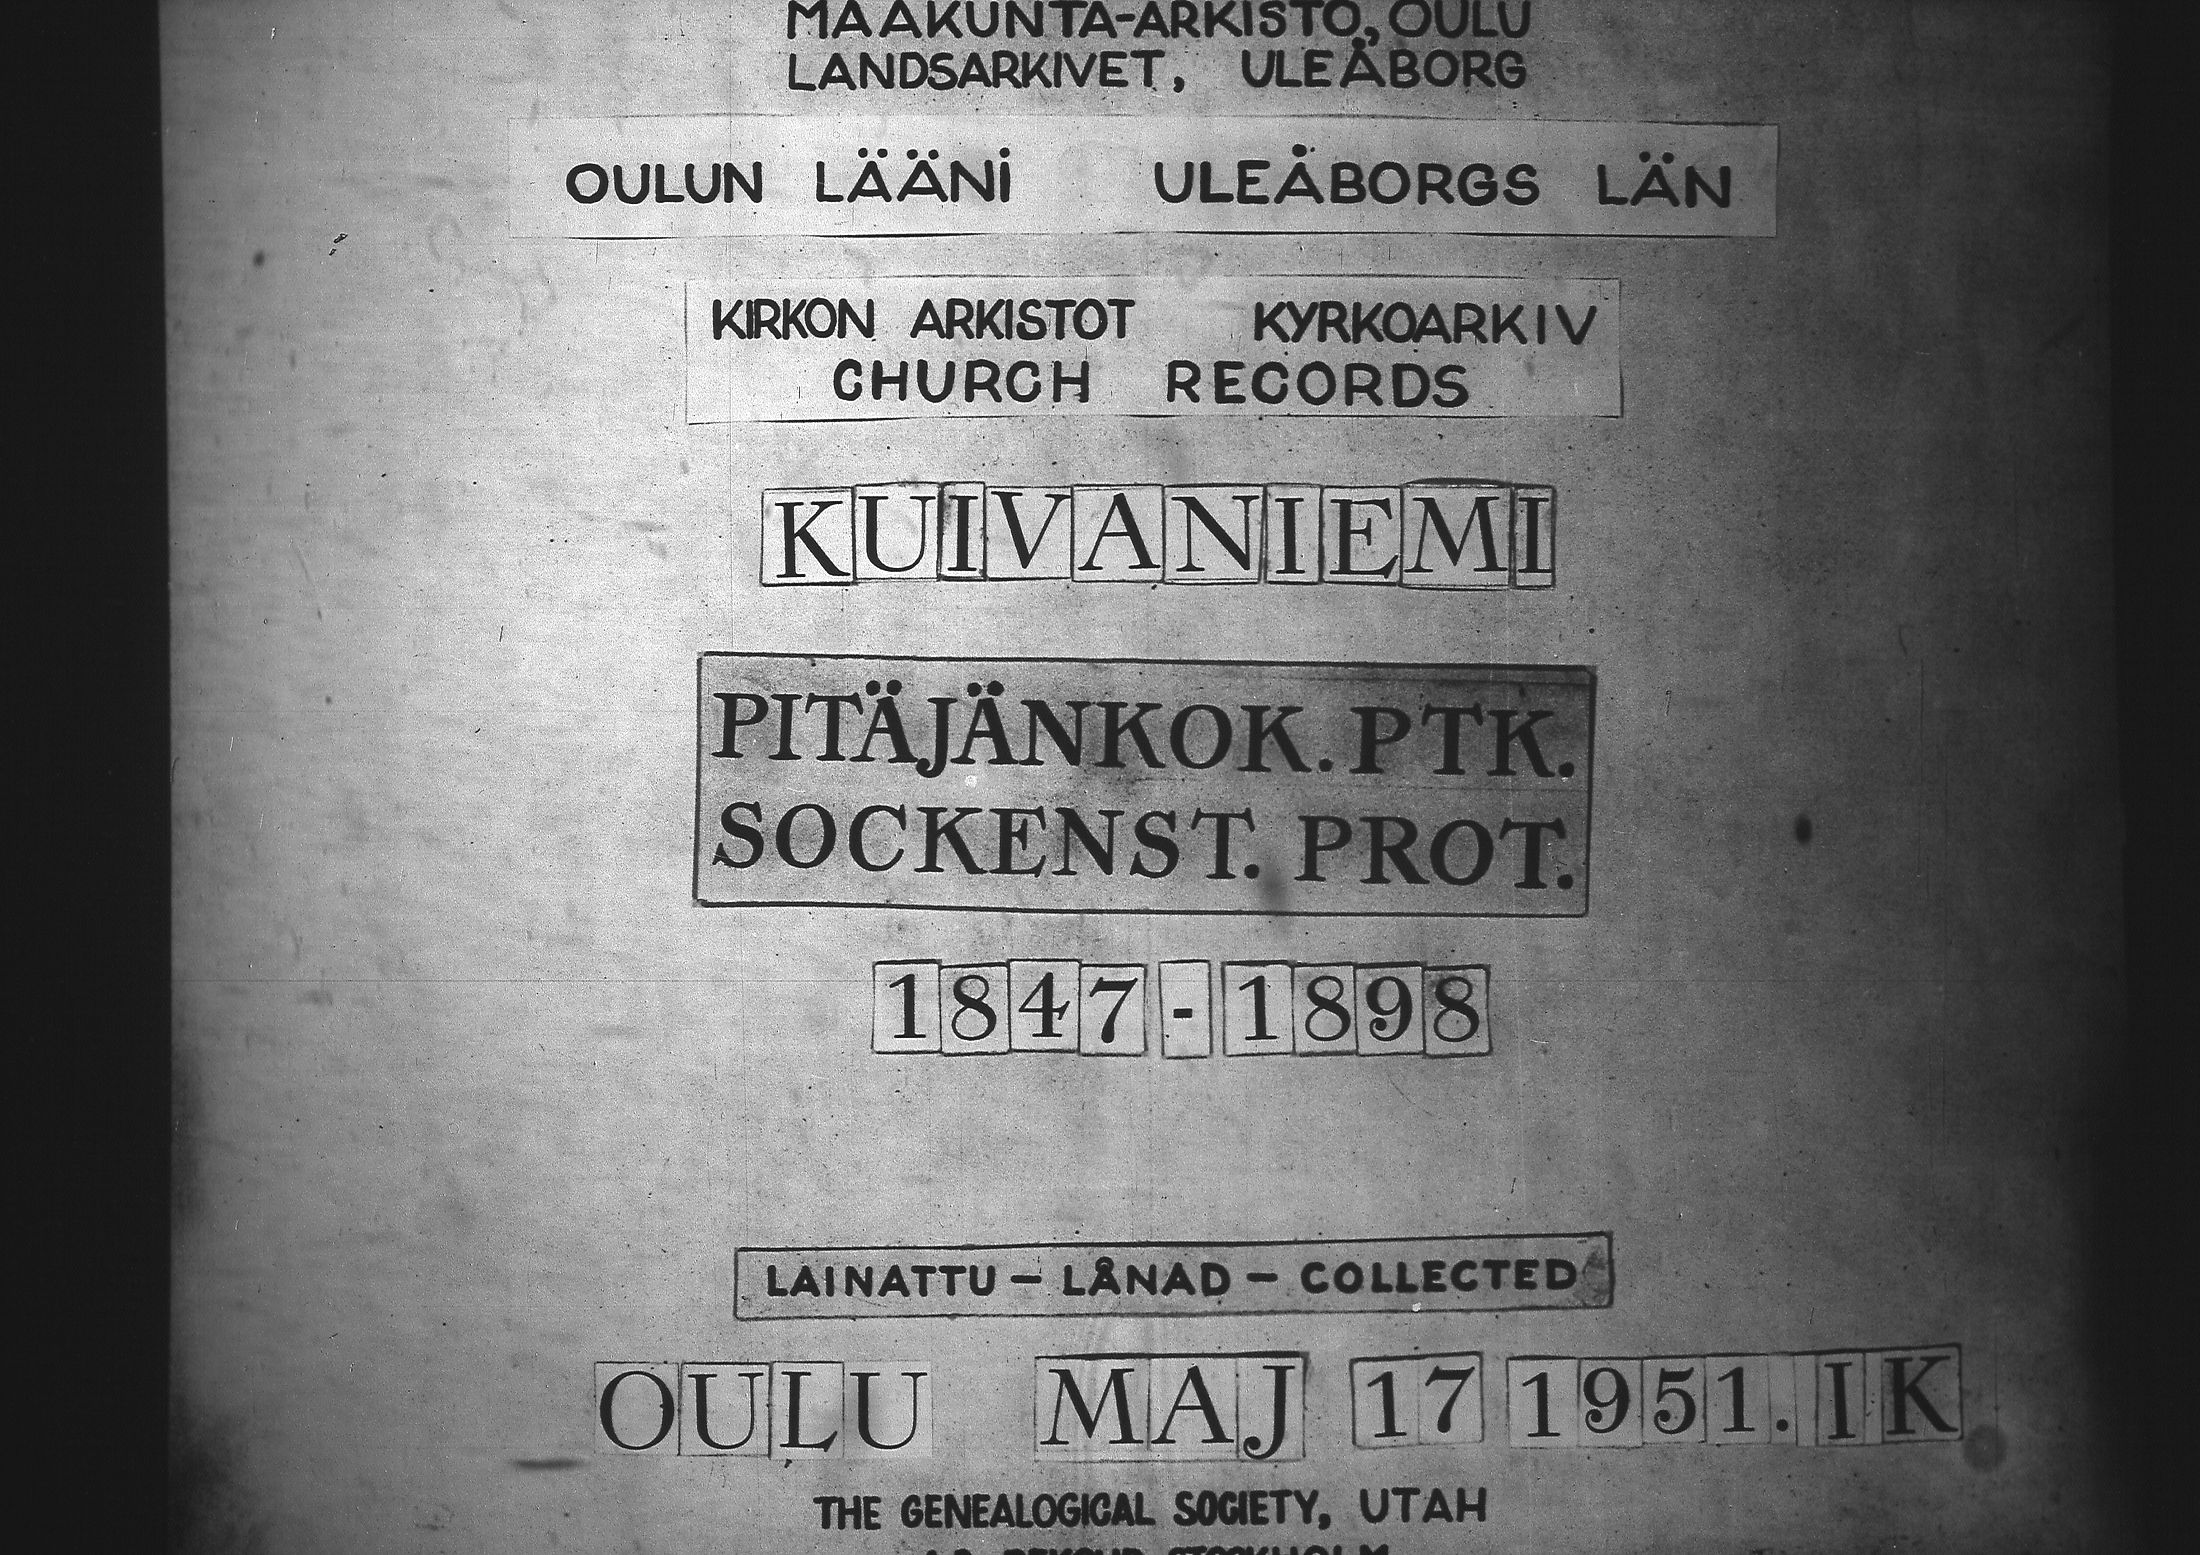 MAAKUNTA-ARKISTO, OULU
LANDSARKIVET, ULEÅBORG
OULUN LÄÄNI ULEÅBORGS LÄN
KIRKON ARKISTOT KYRKOARKIV
CHURCH RECORDS
KUIVANIEMI
PITÄJÄNKOK. PTK.
SOCKENST. PROT.
1847-1898
LAINATTU - LÅNAD - COLLECTED
OULU MAJ 17 1951. IK
THE GENEALOGICAL SOCIETY, UTAH